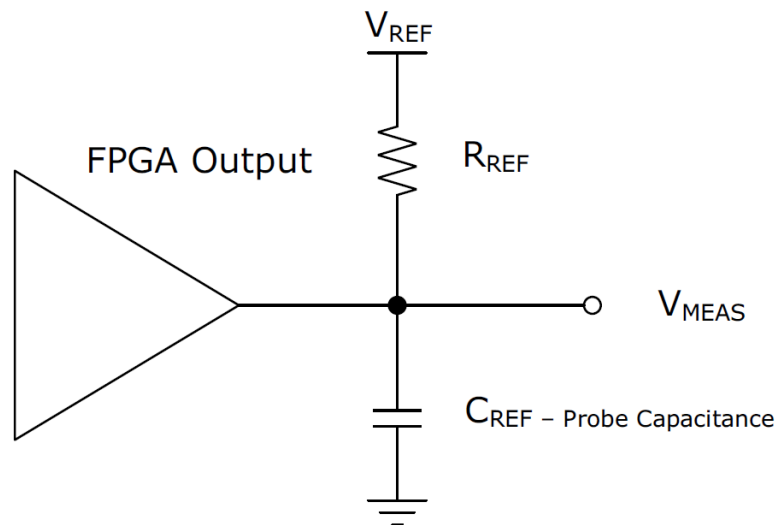 VREF
FPGA Output
RREF
VMEAS
CREF – Probe Capacitance